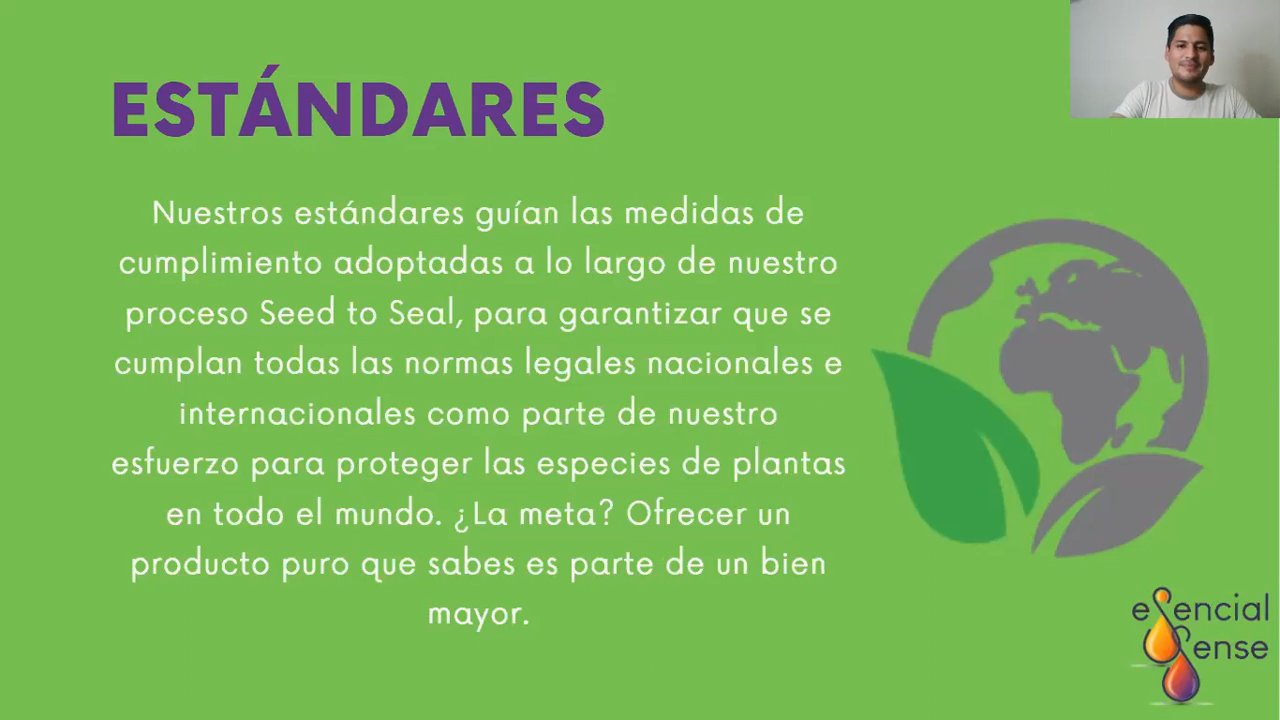 ESTÁNDARES
Nuestros estándares guían las medidas de
cumplimiento adoptadas a lo largo de nuestro
proceso Seed to Seal, para garantizar que se
cumplan todas las normas legales nacionales e
internacionales como parte de nuestro
esfuerzo para proteger las especies de plantas
en todo el mundo. ¿La meta? Ofrecer un
producto puro que sabes es parte de un bien
mayor.
eSencial
Sense